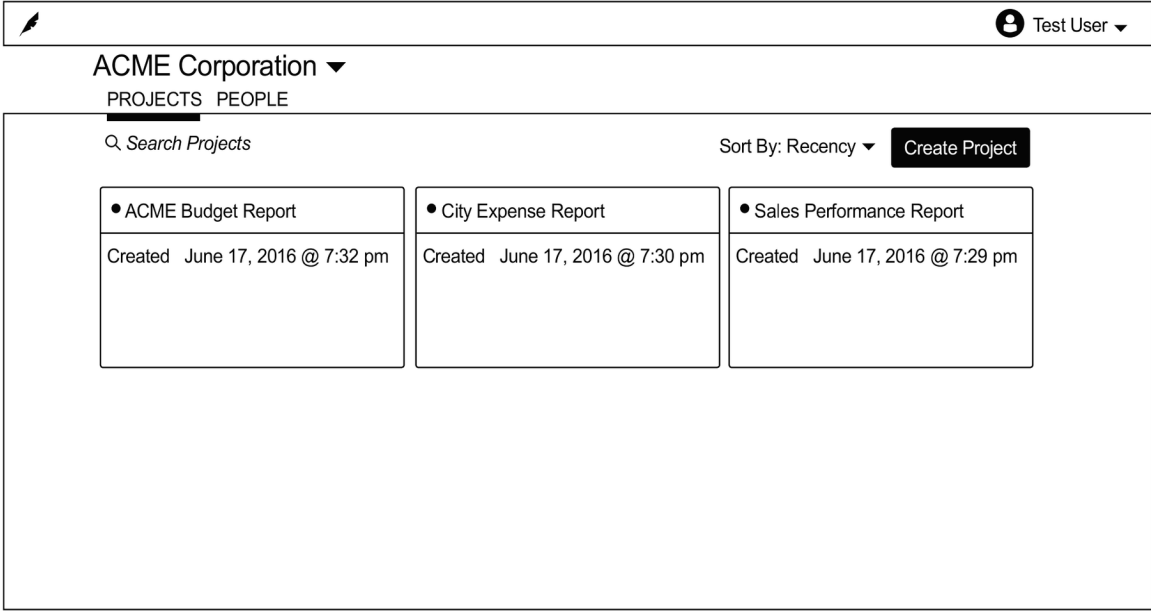 Test User
ACME Corporation
PROJECTS PEOPLE
Search Projects
Sort By: Recency
Create Project
ACME Budget Report
Created June 17, 2016 @ 7:32 pm
City Expense Report
Created June 17, 2016 @ 7:30 pm
Sales Performance Report
Created June 17, 2016 @ 7:29 pm